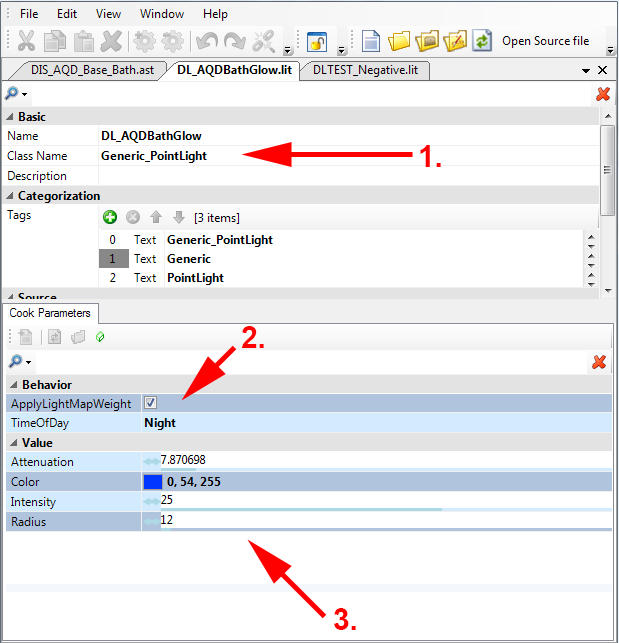 File Edit View Window Help
Open Source file
DIS_AQD_Base_Bath.ast DL_AQDBathGlow.lit DLTEST_Negative.lit
Basic
Name DL_AQDBathGlow
Class Name Generic_PointLight
1.
Description
Categorization
Tags [3 items]
0 Text Generic_PointLight
1 Text Generic
2 Text PointLight
Source
Cook Parameters
2.
Behavior
ApplyLightMapWeight
TimeOfDay Night
Value
Attenuation 7.870698
Color 0, 54, 255
Intensity 25
Radius 12
3.